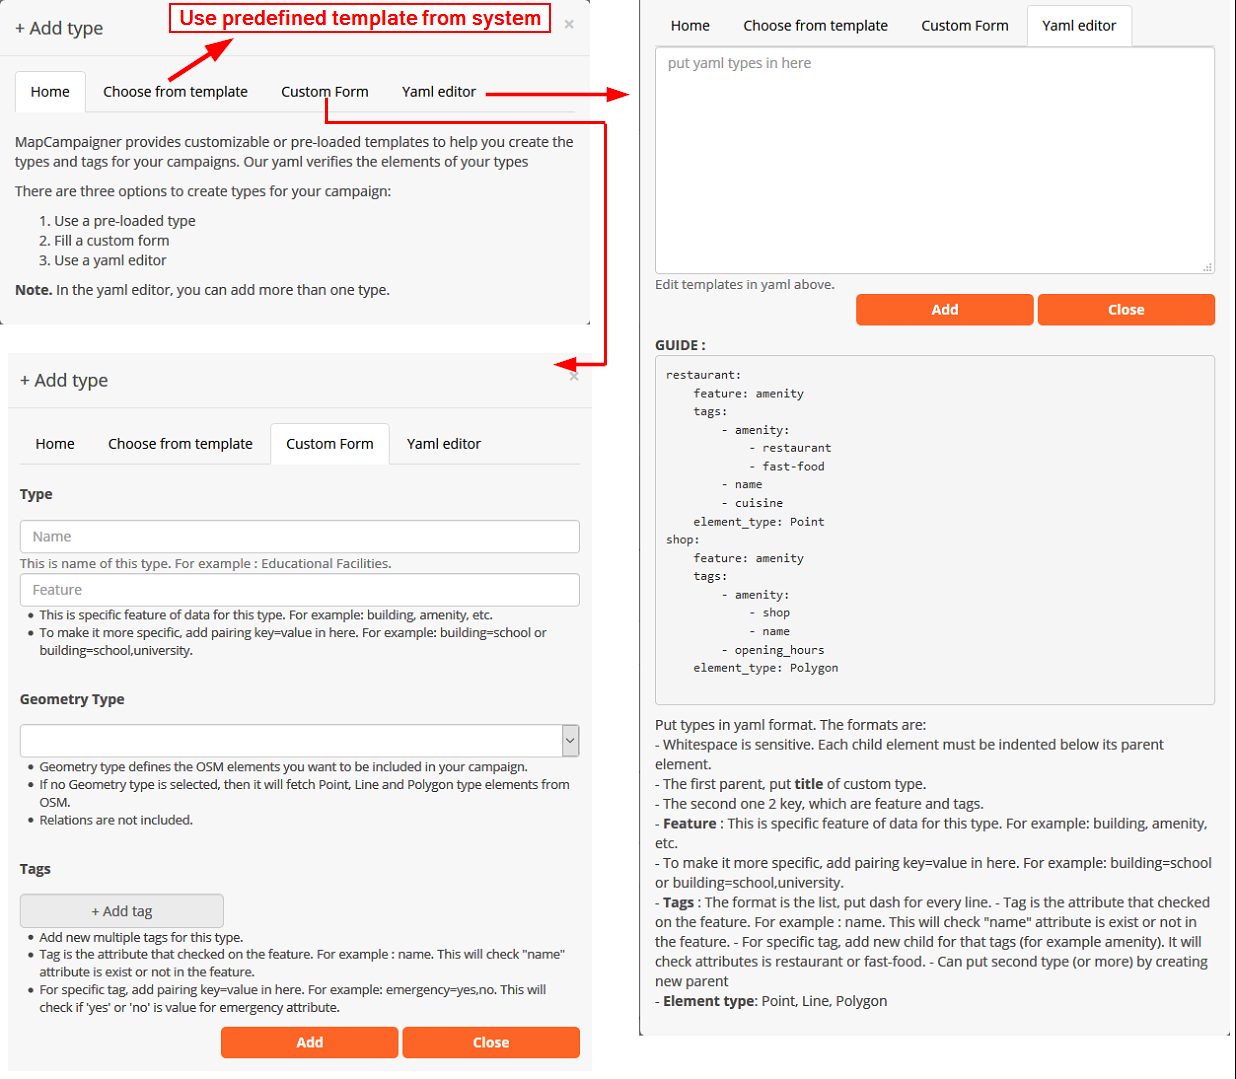 Use predefined template from system
+ Add type
×
Home
Choose from template
Custom Form
Yaml editor
MapCampaigner provides customizable or pre-loaded templates to help you create the
types and tags for your campaigns. Our yaml verifies the elements of your types
There are three options to create types for your campaign:
1. Use a pre-loaded type
2. Fill a custom form
3. Use a yaml editor
Note. In the yaml editor, you can add more than one type.
+ Add type
×
Home
Choose from template
Custom Form
Yaml editor
Type
Name
This is name of this type. For example : Educational Facilities.
Feature
• This is specific feature of data for this type. For example: building, amenity, etc.
• To make it more specific, add pairing key=value in here. For example: building=school or
building=school,university.
Geometry Type
• Geometry type defines the OSM elements you want to be included in your campaign.
• If no Geometry type is selected, then it will fetch Point, Line and Polygon type elements from
OSM.
• Relations are not included.
Tags
+ Add tag
• Add new multiple tags for this type.
• Tag is the attribute that checked on the feature. For example : name. This will check "name"
attribute is exist or not in the feature.
• For specific tag, add pairing key=value in here. For example: emergency=yes,no. This will
check if 'yes' or 'no' is value for emergency attribute.
Add
Close
Home
Choose from template
Custom Form
Yaml editor
put yaml types in here
Edit templates in yaml above.
Add
Close
GUIDE :
restaurant:
    feature: amenity
    tags:
        - amenity:
            - restaurant
            - fast-food
        - name
        - cuisine
    element_type: Point
shop:
    feature: amenity
    tags:
        - amenity:
            - shop
            - name
        - opening_hours
    element_type: Polygon
Put types in yaml format. The formats are:
- Whitespace is sensitive. Each child element must be indented below its parent
element.
- The first parent, put title of custom type.
- The second one 2 key, which are feature and tags.
- Feature : This is specific feature of data for this type. For example: building, amenity,
etc.
- To make it more specific, add pairing key=value in here. For example: building=school
or building=school,university.
- Tags : The format is the list, put dash for every line. - Tag is the attribute that checked
on the feature. For example : name. This will check "name" attribute is exist or not in
the feature. - For specific tag, add new child for that tags (for example amenity). It will
check attributes is restaurant or fast-food. - Can put second type (or more) by creating
new parent
- Element type: Point, Line, Polygon